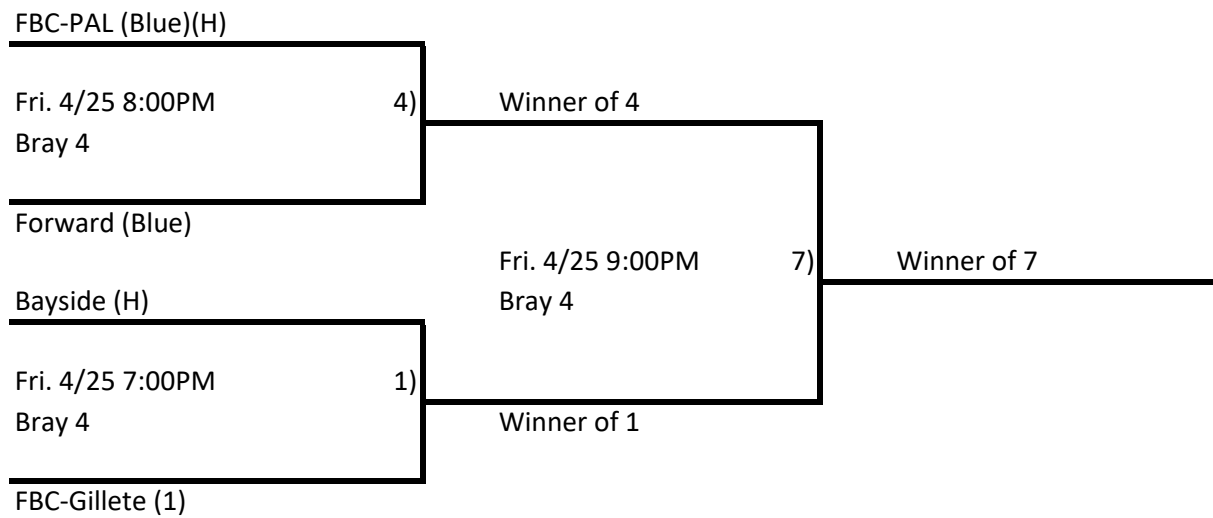 FBC-PAL (Blue)(H)
Fri. 4/25 8:00PM 4) Winner of 4
Bray 4
Forward (Blue)
Fri. 4/25 9:00PM 7) Winner of 7
Bayside (H) Bray 4
Fri. 4/25 7:00PM 1)
Bray 4 Winner of 1
FBC-Gillete (1)